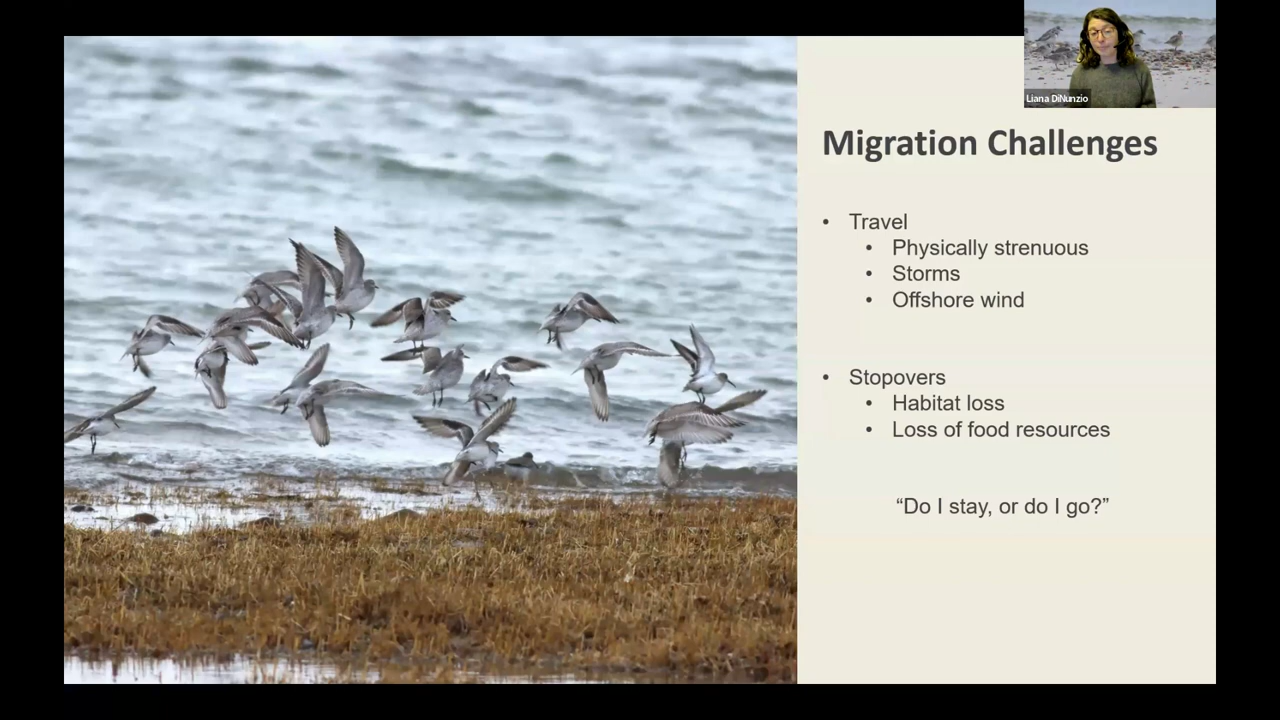 Liana DiNunzio
Migration Challenges
• Travel
• Physically strenuous
• Storms
• Offshore wind
• Stopovers
• Habitat loss
• Loss of food resources
“Do I stay, or do I go?”